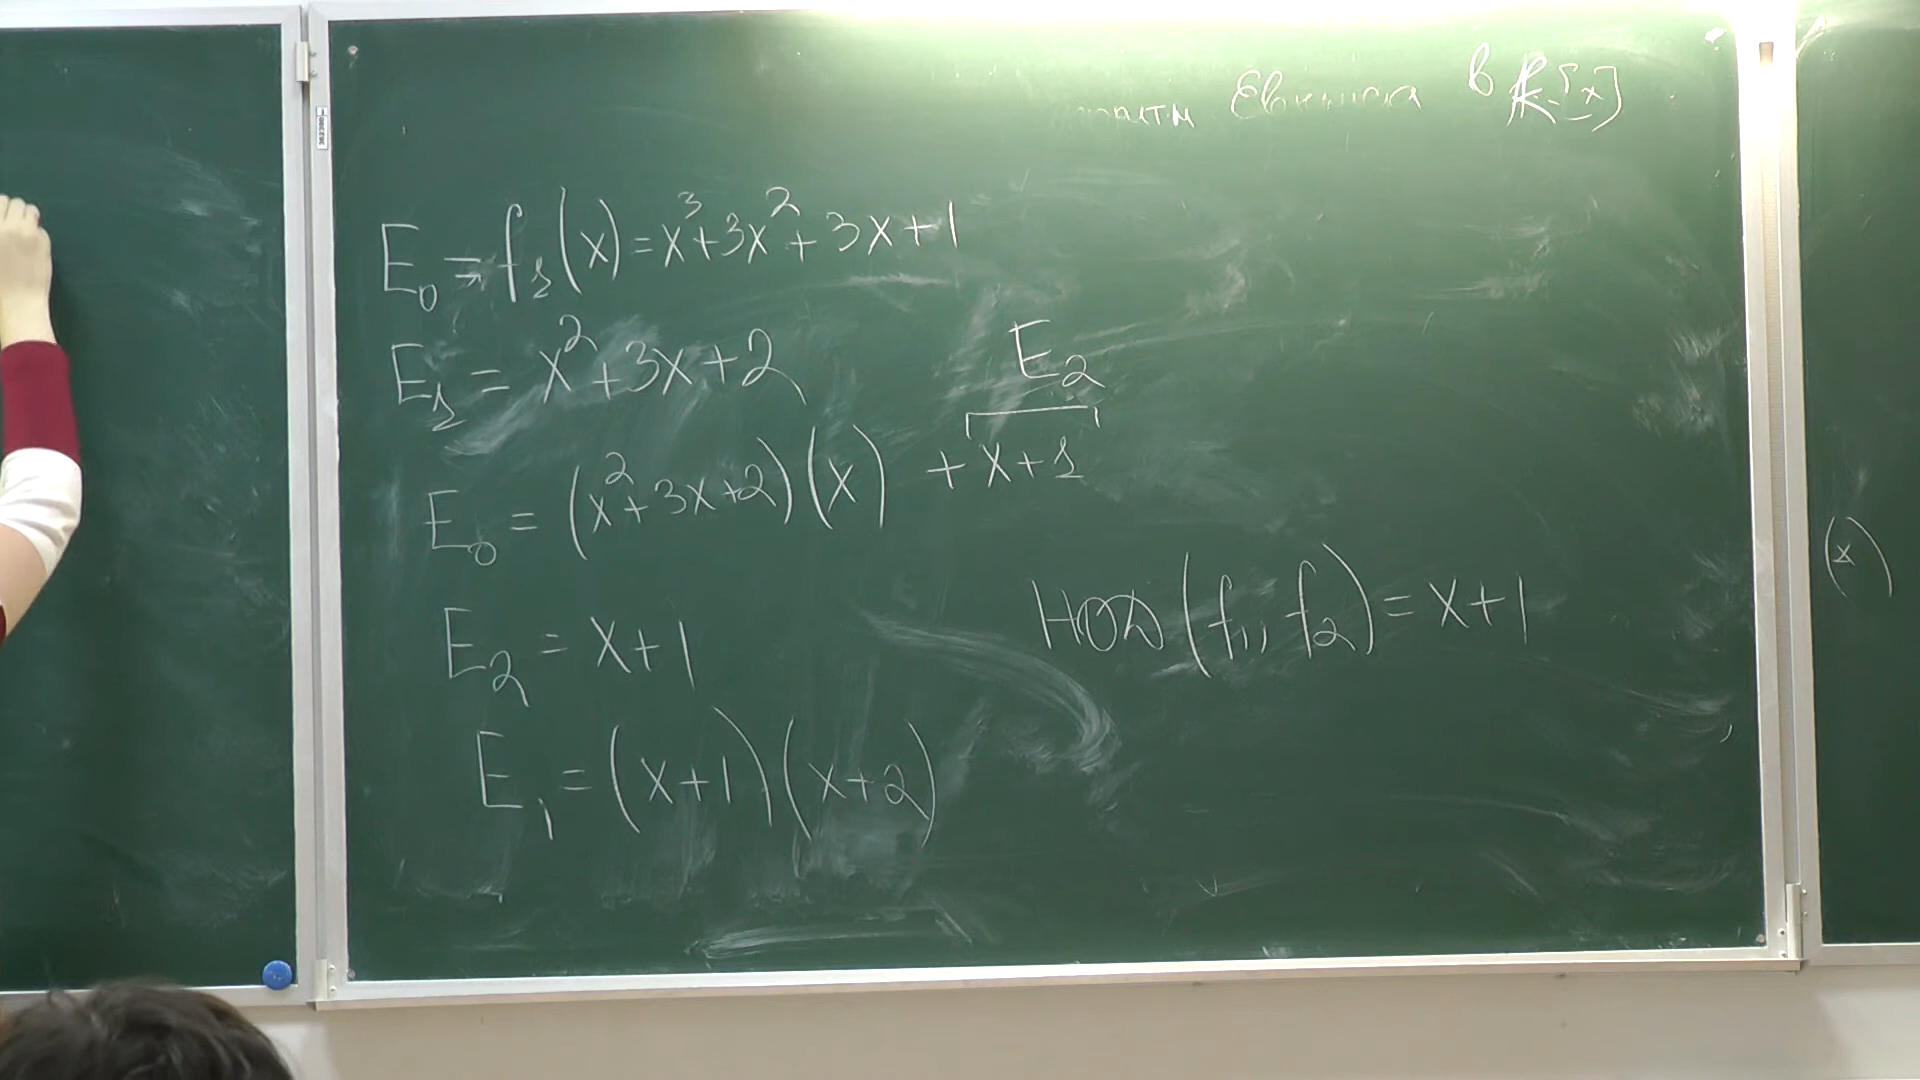 Евклида в k[x]
E₀ = f₁(x) = x³+3x²+3x+1
E₁ = x²+3x+2
E₂
E₀ = (x²+3x+2)(x) + x+1
(x)
НОД(f₁, f₂) = x+1
E₂ = x+1
E₁ = (x+1)(x+2)